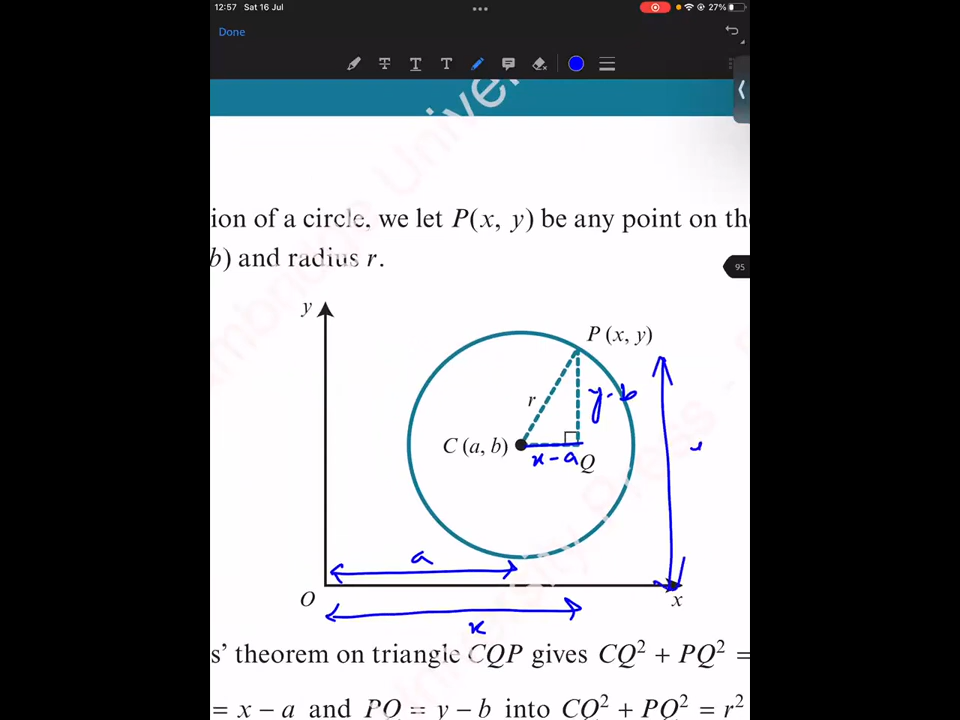 12:57 Sat 16 Jul
27%
Done
T T T
ion of a circle, we let P(x, y) be any point on the
b) and radius r.
95
y
P (x, y)
r
y-b
C (a, b)
x-a
Q
a
O
x
x
s' theorem on triangle CQP gives CQ² + PQ² =
= x − a and PQ = y − b into CQ² + PQ² = r²